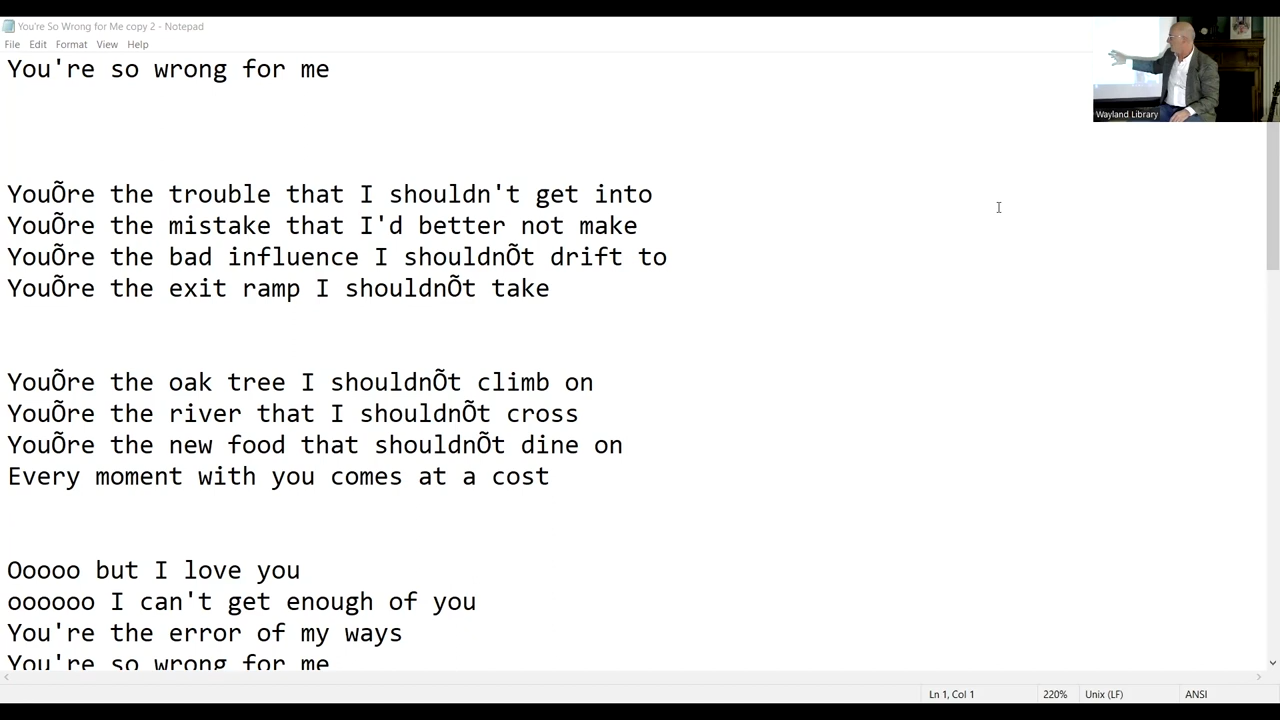 You're So Wrong for Me copy 2 - Notepad
File Edit Format View Help
You're so wrong for me
Wayland Library
YouÕre the trouble that I shouldn't get into
YouÕre the mistake that I'd better not make
YouÕre the bad influence I shouldnÕt drift to
YouÕre the exit ramp I shouldnÕt take
YouÕre the oak tree I shouldnÕt climb on
YouÕre the river that I shouldnÕt cross
YouÕre the new food that shouldnÕt dine on
Every moment with you comes at a cost
Ooooo but I love you
oooooo I can't get enough of you
You're the error of my ways
You're so wrong for me
Ln 1, Col 1 220% Unix (LF) ANSI